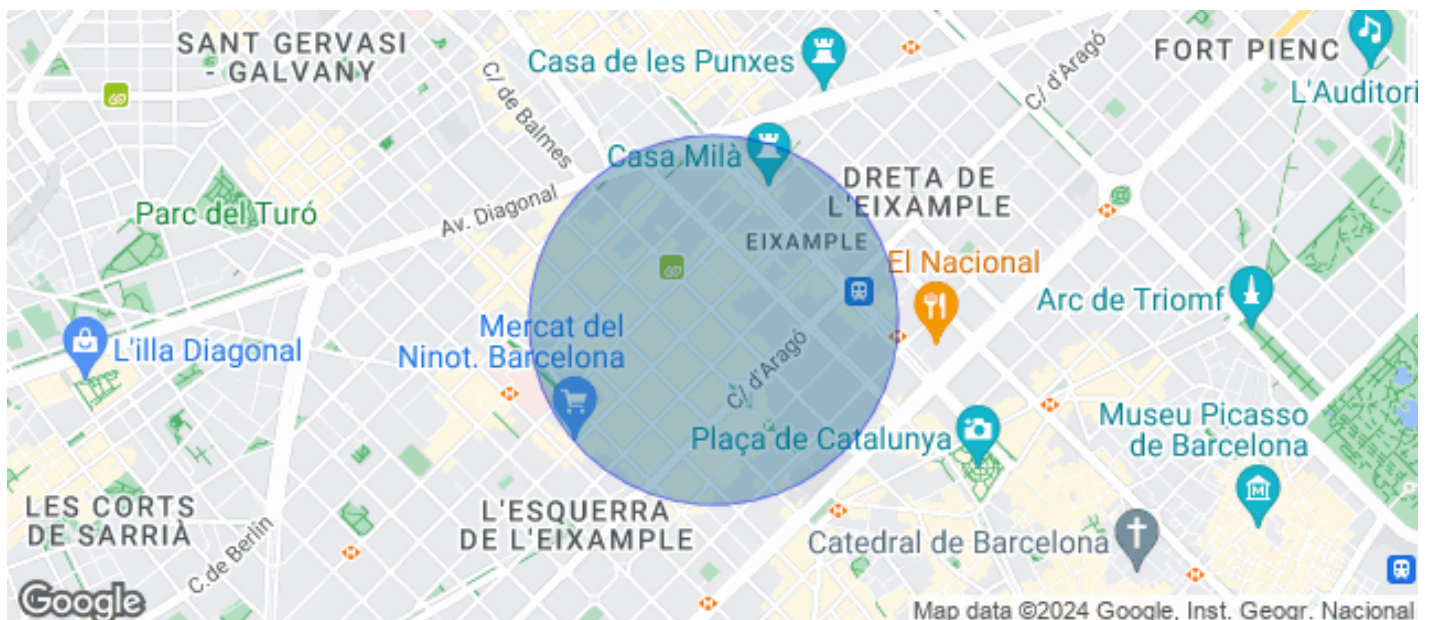 SANT GERVASI
- GALVANY
Casa de les Punxes
FORT PIENC
L'Auditori
C/ d'Aragó
C/ de Balmes
Casa Milà
DRETA DE
L'EIXAMPLE
Parc del Turó
Av. Diagonal
EIXAMPLE
El Nacional
Arc de Triomf
Mercat del
Ninot. Barcelona
L'illa Diagonal
C/ d'Aragó
Plaça de Catalunya
Museu Picasso
de Barcelona
LES CORTS
DE SARRIÀ
L'ESQUERRA
DE L'EIXAMPLE
C. de Berlín
Catedral de Barcelona
Google
Map data ©2024 Google, Inst. Geogr. Nacional